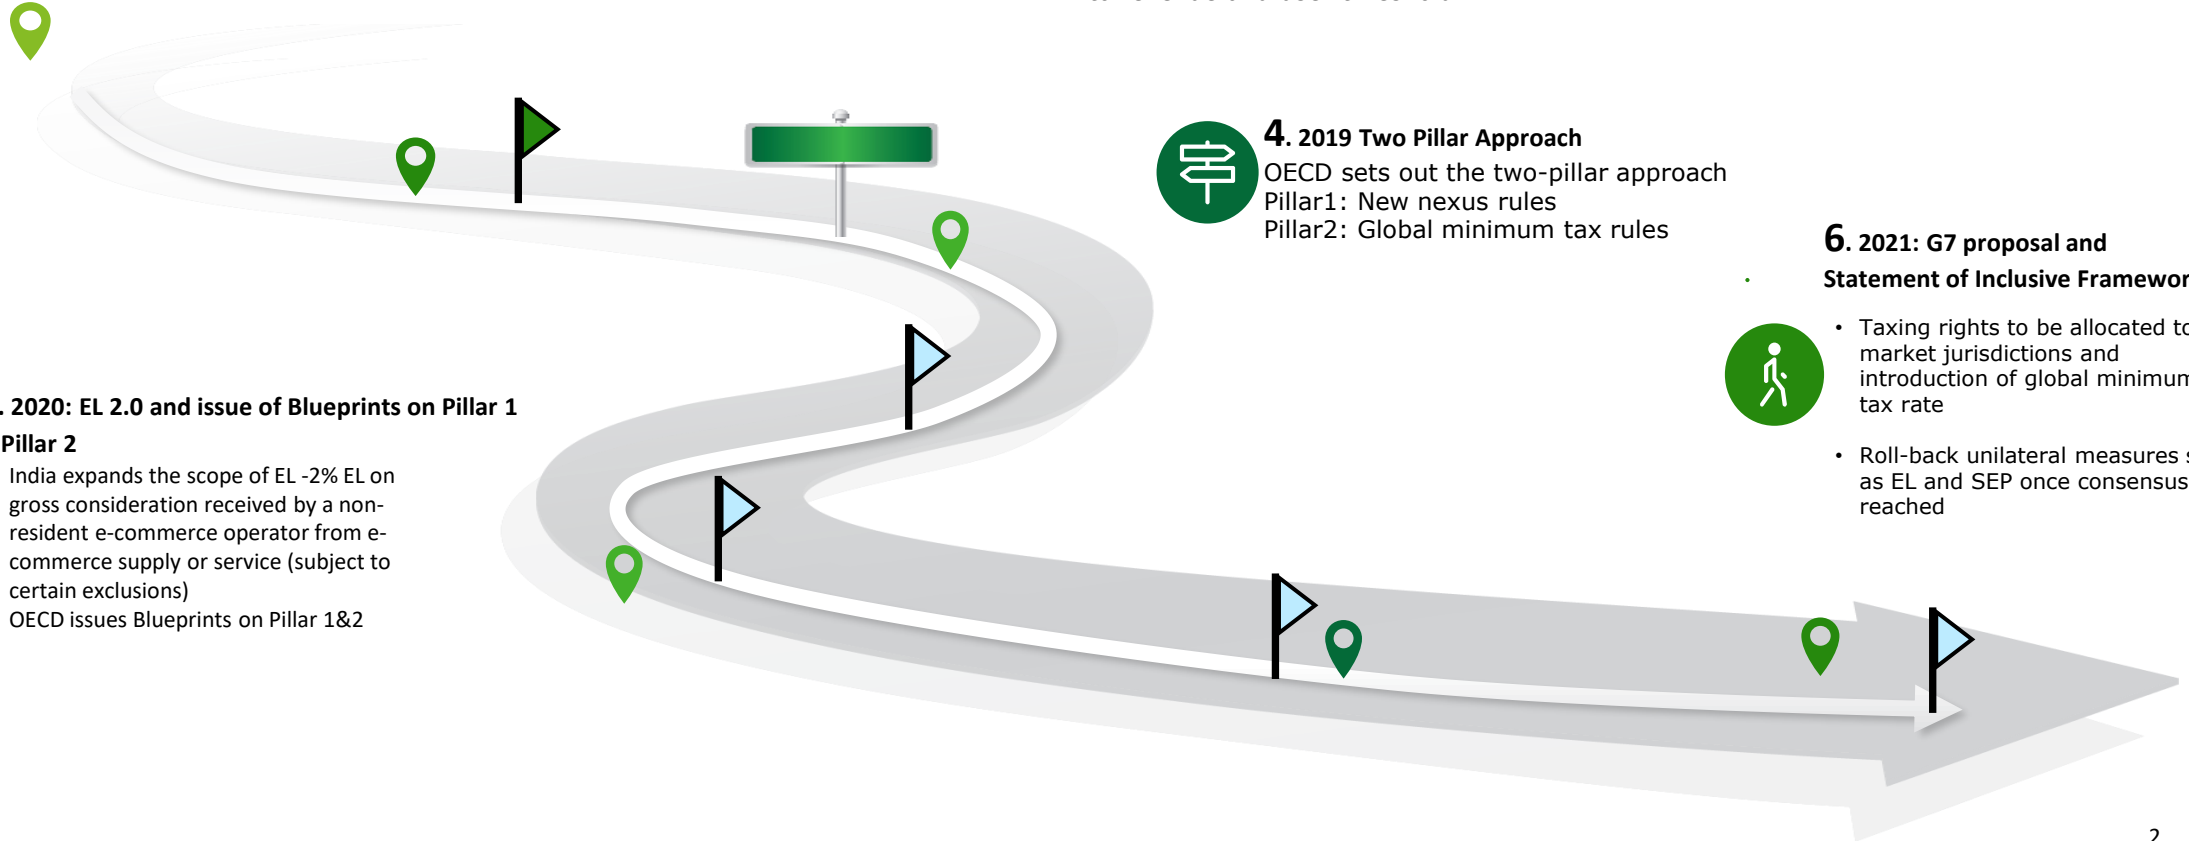 4. 2019 Two Pillar Approach
OECD sets out the two-pillar approach
Pillar1: New nexus rules
Pillar2: Global minimum tax rules
6. 2021: G7 proposal and
Statement of Inclusive Framewor
• Taxing rights to be allocated to
market jurisdictions and
introduction of global minimum
tax rate
• Roll-back unilateral measures s
as EL and SEP once consensus
reached
. 2020: EL 2.0 and issue of Blueprints on Pillar 1
Pillar 2
India expands the scope of EL -2% EL on
gross consideration received by a non-
resident e-commerce operator from e-
commerce supply or service (subject to
certain exclusions)
OECD issues Blueprints on Pillar 1&2
2